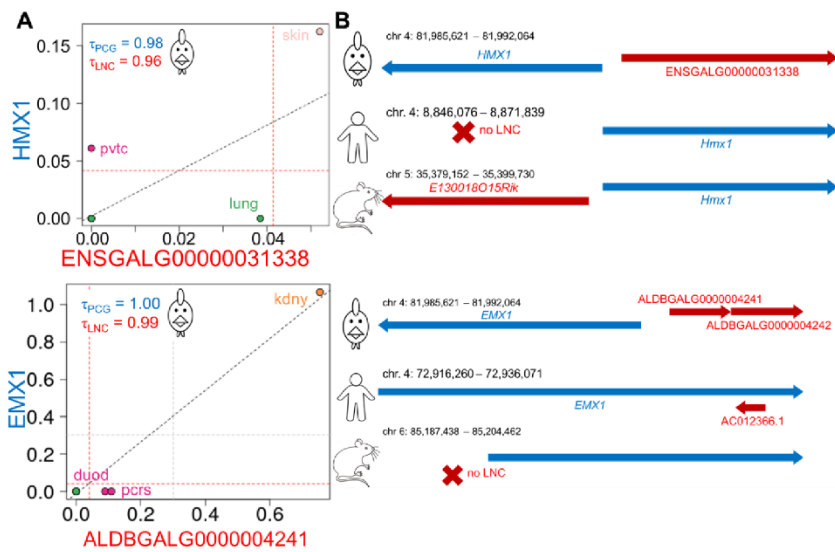 A
HMX1
0.15
0.10
0.05
0.00
τPCG = 0.98
τLNC = 0.96
skin
pvtc
lung
0.00
0.02
0.04
ENSGALG00000031338
EMX1
1.0
0.8
0.6
0.4
0.2
0.0
τPCG = 1.00
τLNC = 0.99
kdny
duod
pcrs
0.0
0.2
0.4
0.6
ALDBGALG0000004241
B
chr 4: 81,985,621 – 81,992,064
HMX1
ENSGALG00000031338
chr. 4: 8,846,076 – 8,871,839
no LNC
Hmx1
chr 5: 35,379,152 – 35,399,730
E130018O15Rik
Hmx1
chr 4: 81,985,621 – 81,992,064
EMX1
ALDBGALG0000004241
ALDBGALG0000004242
chr. 4: 72,916,260 – 72,936,071
EMX1
AC012366.1
chr 6: 85,187,438 – 85,204,462
no LNC